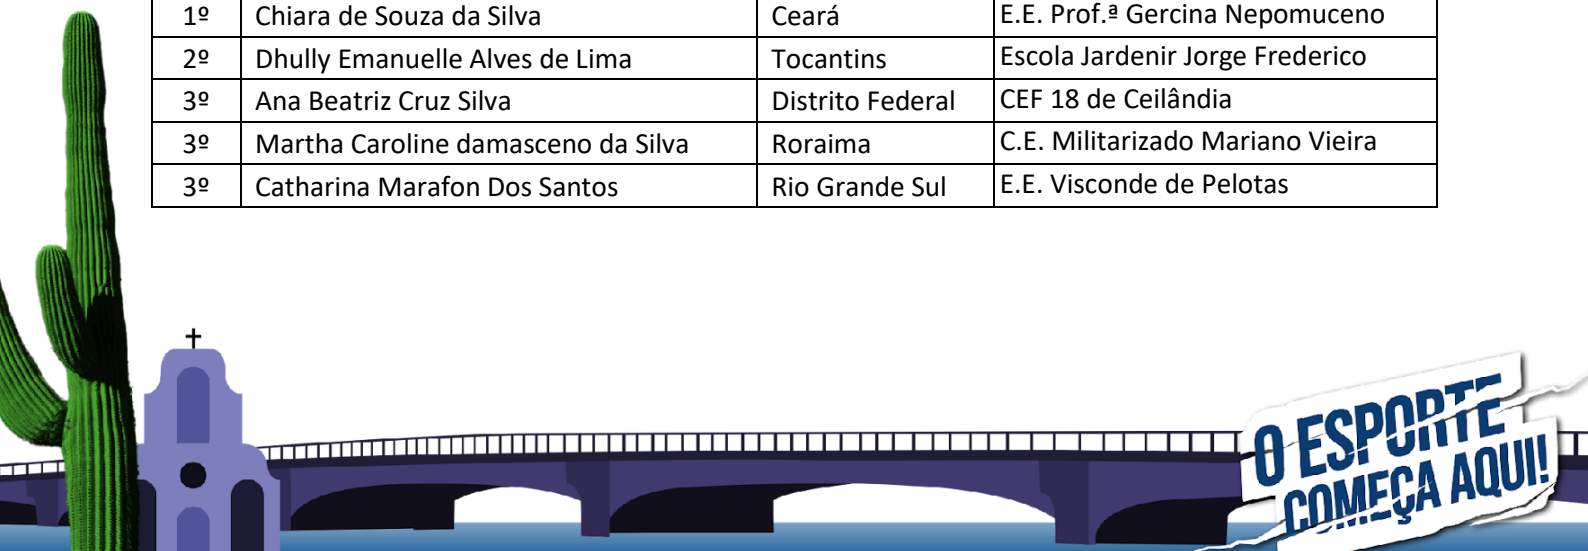 1º Chiara de Souza da Silva Ceará E.E. Prof.ª Gercina Nepomuceno
2º Dhully Emanuelle Alves de Lima Tocantins Escola Jardenir Jorge Frederico
3º Ana Beatriz Cruz Silva Distrito Federal CEF 18 de Ceilândia
3º Martha Caroline damasceno da Silva Roraima C.E. Militarizado Mariano Vieira
3º Catharina Marafon Dos Santos Rio Grande Sul E.E. Visconde de Pelotas
O ESPORTE
COMEÇA AQUI!